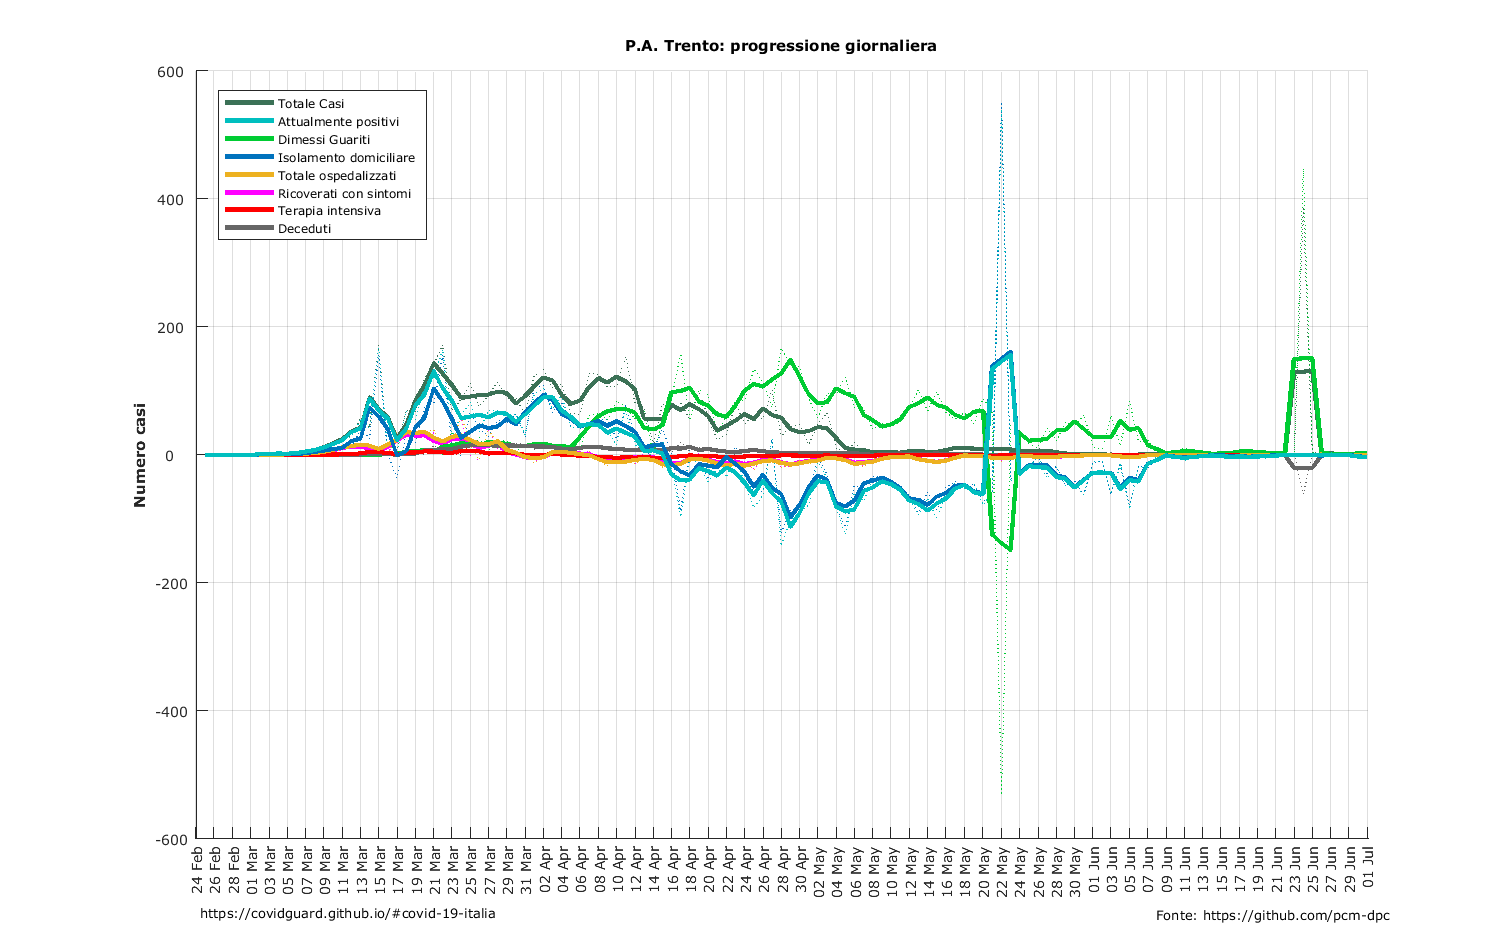 P.A. Trento: progressione giornaliera
600
400
200
0
-200
-400
-600
Numero casi
Totale Casi
Attualmente positivi
Dimessi Guariti
Isolamento domiciliare
Totale ospedalizzati
Ricoverati con sintomi
Terapia intensiva
Deceduti
24 Feb
26 Feb
28 Feb
01 Mar
03 Mar
05 Mar
07 Mar
09 Mar
11 Mar
13 Mar
15 Mar
17 Mar
19 Mar
21 Mar
23 Mar
25 Mar
27 Mar
29 Mar
31 Mar
02 Apr
04 Apr
06 Apr
08 Apr
10 Apr
12 Apr
14 Apr
16 Apr
18 Apr
20 Apr
22 Apr
24 Apr
26 Apr
28 Apr
30 Apr
02 May
04 May
06 May
08 May
10 May
12 May
14 May
16 May
18 May
20 May
22 May
24 May
26 May
28 May
30 May
01 Jun
03 Jun
05 Jun
07 Jun
09 Jun
11 Jun
13 Jun
15 Jun
17 Jun
19 Jun
21 Jun
23 Jun
25 Jun
27 Jun
29 Jun
01 Jul
https://covidguard.github.io/#covid-19-italia
Fonte: https://github.com/pcm-dpc